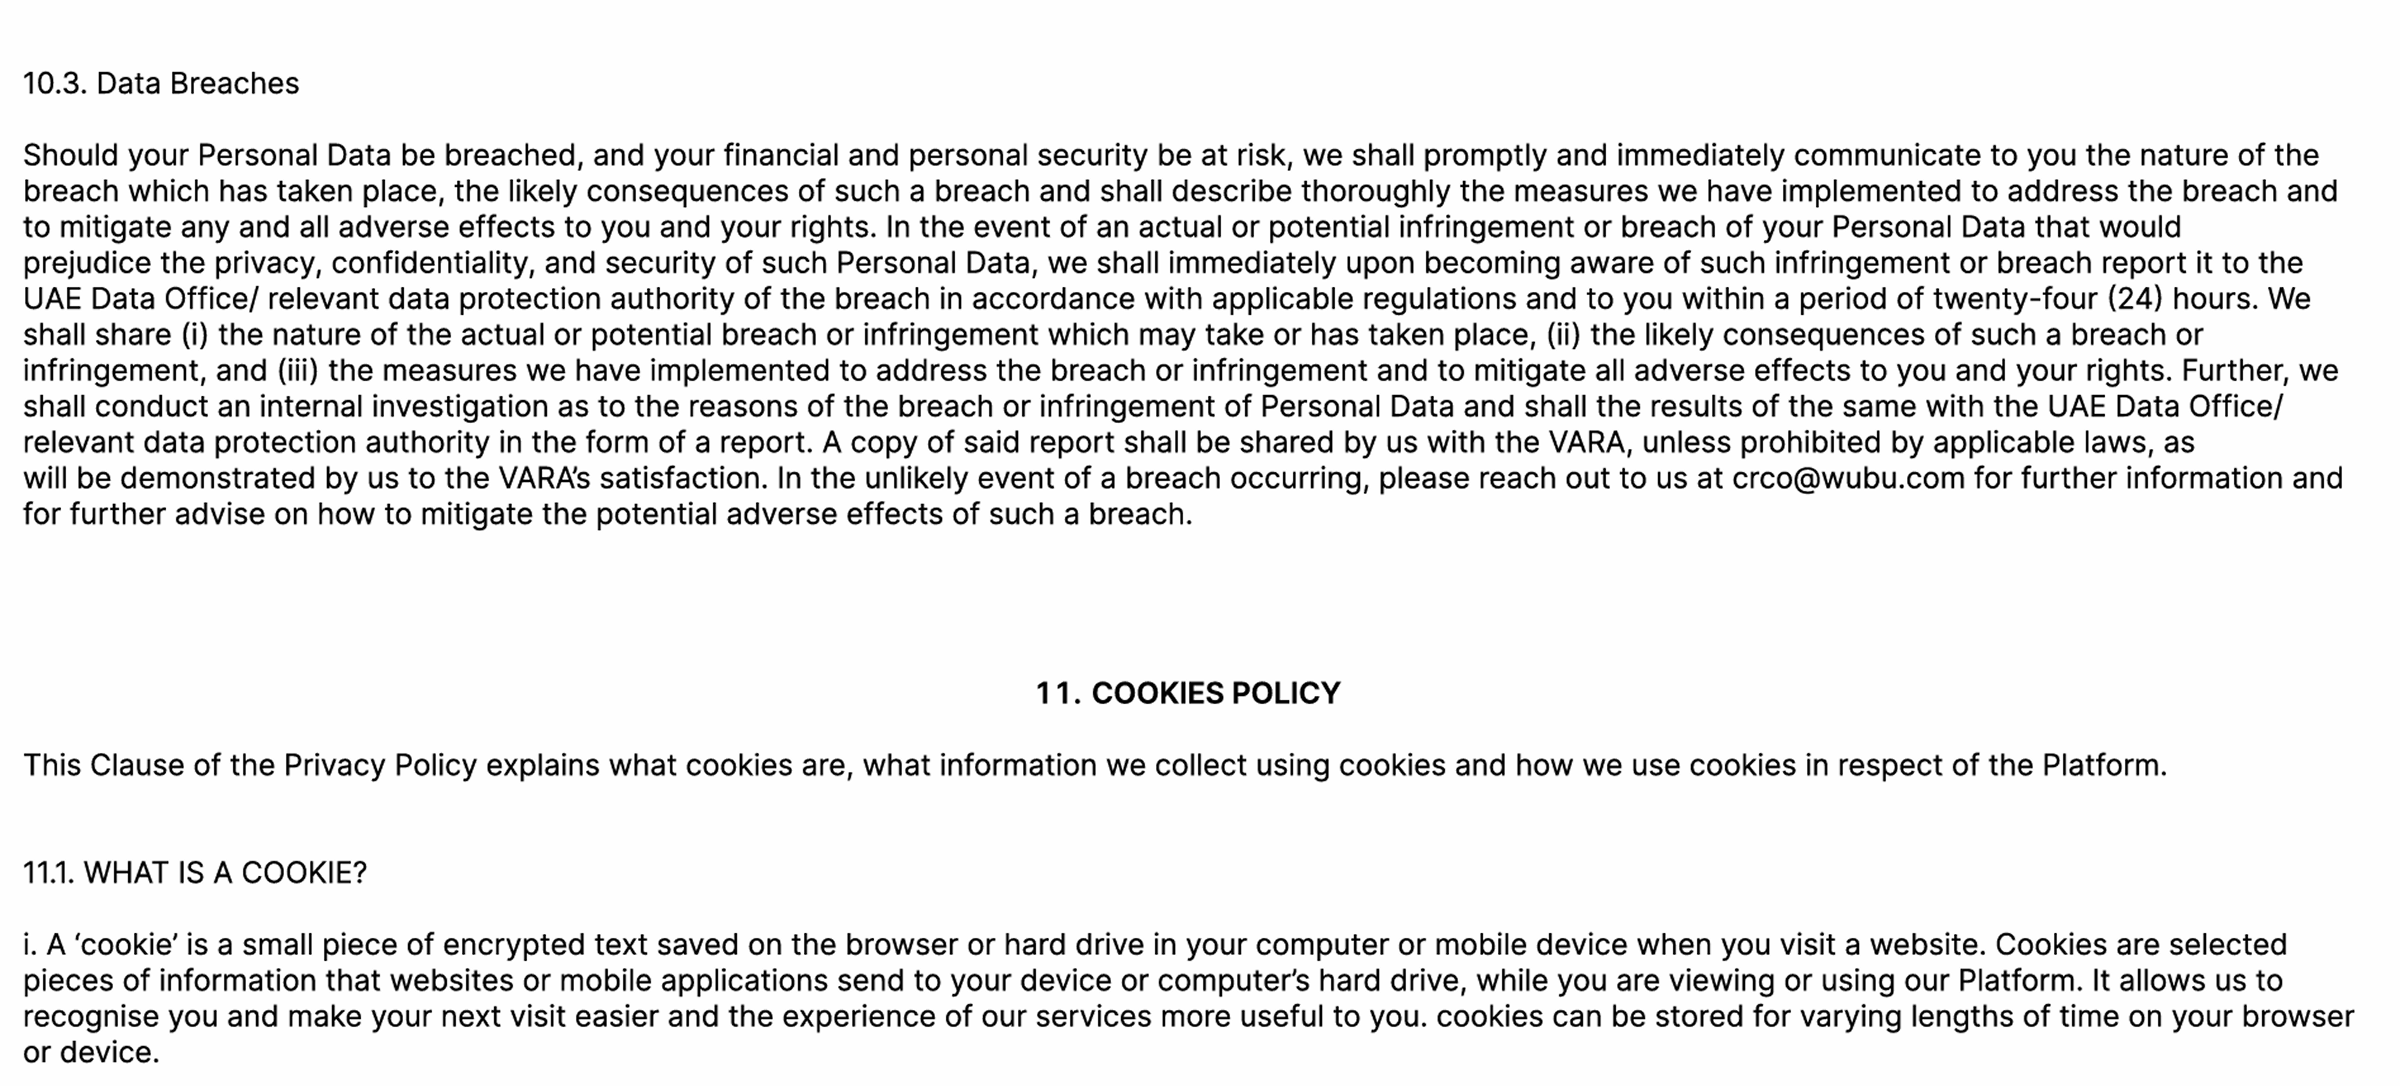 10.3. Data Breaches
Should your Personal Data be breached, and your financial and personal security be at risk, we shall promptly and immediately communicate to you the nature of the
breach which has taken place, the likely consequences of such a breach and shall describe thoroughly the measures we have implemented to address the breach and
to mitigate any and all adverse effects to you and your rights. In the event of an actual or potential infringement or breach of your Personal Data that would
prejudice the privacy, confidentiality, and security of such Personal Data, we shall immediately upon becoming aware of such infringement or breach report it to the
UAE Data Office/ relevant data protection authority of the breach in accordance with applicable regulations and to you within a period of twenty-four (24) hours. We
shall share (i) the nature of the actual or potential breach or infringement which may take or has taken place, (ii) the likely consequences of such a breach or
infringement, and (iii) the measures we have implemented to address the breach or infringement and to mitigate all adverse effects to you and your rights. Further, we
shall conduct an internal investigation as to the reasons of the breach or infringement of Personal Data and shall the results of the same with the UAE Data Office/
relevant data protection authority in the form of a report. A copy of said report shall be shared by us with the VARA, unless prohibited by applicable laws, as
will be demonstrated by us to the VARA’s satisfaction. In the unlikely event of a breach occurring, please reach out to us at crco@wubu.com for further information and
for further advise on how to mitigate the potential adverse effects of such a breach.
11. COOKIES POLICY
This Clause of the Privacy Policy explains what cookies are, what information we collect using cookies and how we use cookies in respect of the Platform.
11.1. WHAT IS A COOKIE?
i. A ‘cookie’ is a small piece of encrypted text saved on the browser or hard drive in your computer or mobile device when you visit a website. Cookies are selected
pieces of information that websites or mobile applications send to your device or computer’s hard drive, while you are viewing or using our Platform. It allows us to
recognise you and make your next visit easier and the experience of our services more useful to you. cookies can be stored for varying lengths of time on your browser
or device.